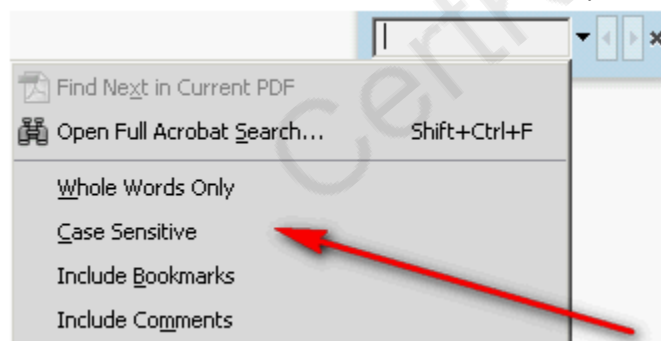 Find Next in Current PDF
Open Full Acrobat Search... Shift+Ctrl+F
Whole Words Only
Case Sensitive
Include Bookmarks
Include Comments